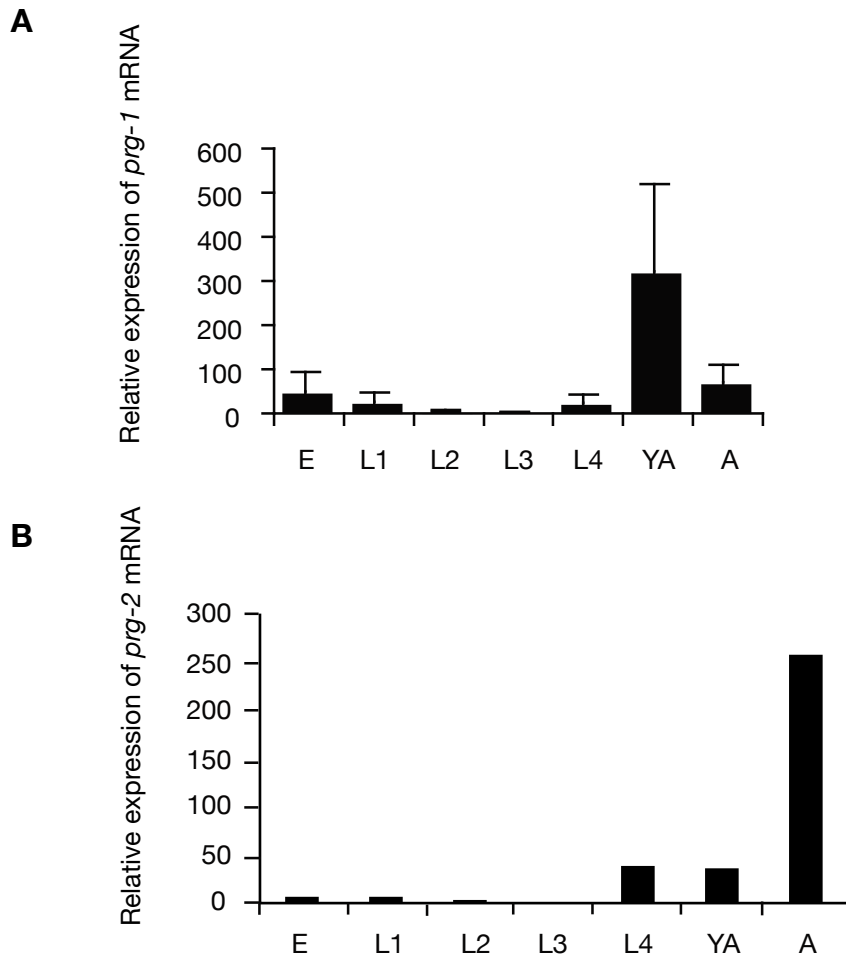 A
Relative expression of prg-1 mRNA
600
500
400
300
200
100
0
E L1 L2 L3 L4 YA A
B
Relative expression of prg-2 mRNA
300
250
200
150
100
50
0
E L1 L2 L3 L4 YA A